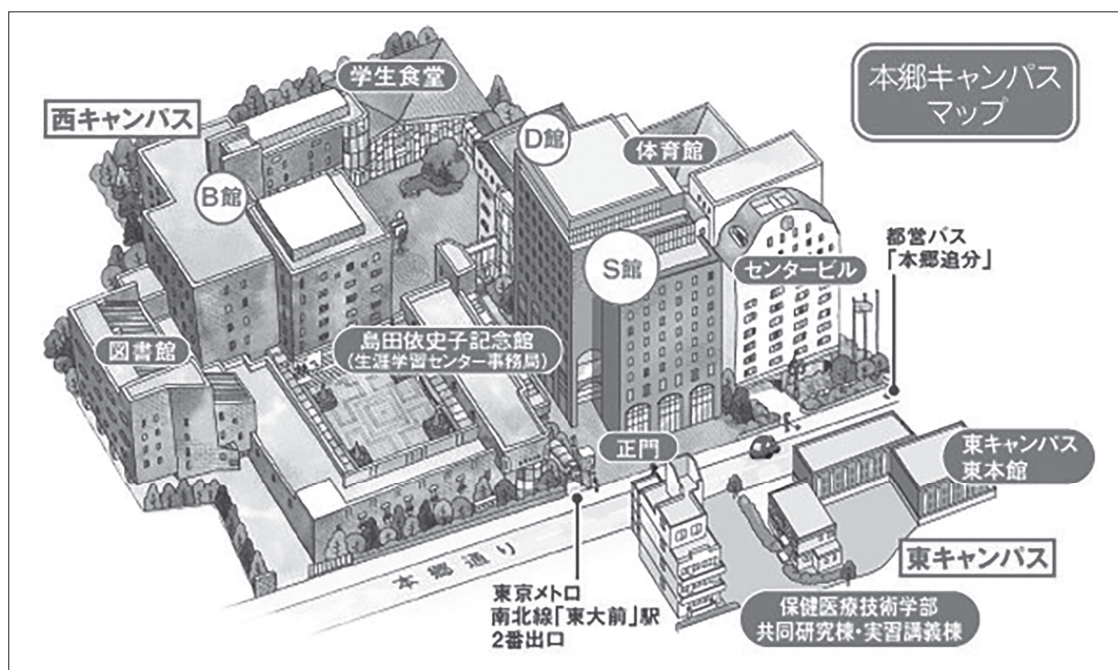 本郷キャンパス
マップ
学生食堂
西キャンパス
D館
体育館
B館
S館
センタービル
都営バス
「本郷追分」
図書館
島田依史子記念館
(生涯学習センター事務局)
正門
東キャンパス
東本館
東キャンパス
本郷通り
東京メトロ
南北線「東大前」駅
2番出口
保健医療技術学部
共同研究棟・実習講義棟